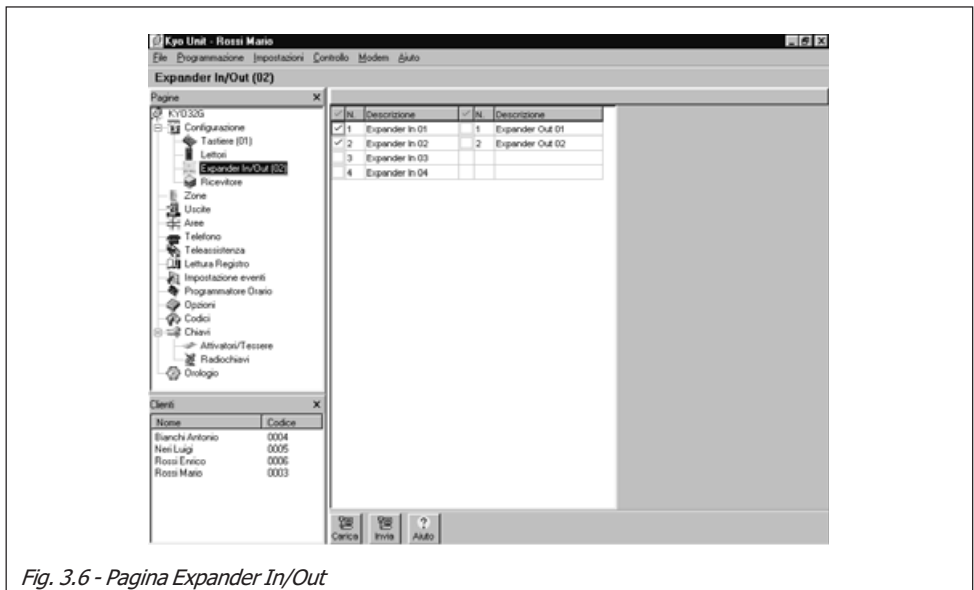 Kyo Unit - Rossi Mario
File Programmazione Impostazioni Controllo Modem Aiuto
Expander In/Out (02)
Pagine
KYO32G
Configurazione
Tastiere (01)
Lettori
Expander In/Out (02)
Ricevitore
Zone
Uscite
Aree
Telefono
Teleassistenza
Lettura Registro
Impostazione eventi
Programmatore Orario
Opzioni
Codici
Chiavi
Attivatori/Tessere
Radiochiavi
Orologio
Clienti
Nome Codice
Bianchi Antonio 0004
Neri Luigi 0005
Rossi Enrico 0006
Rossi Mario 0003
N. Descrizione N. Descrizione
1 Expander In 01 1 Expander Out 01
2 Expander In 02 2 Expander Out 02
3 Expander In 03
4 Expander In 04
Carica Invia Aiuto
Fig. 3.6 - Pagina Expander In/Out